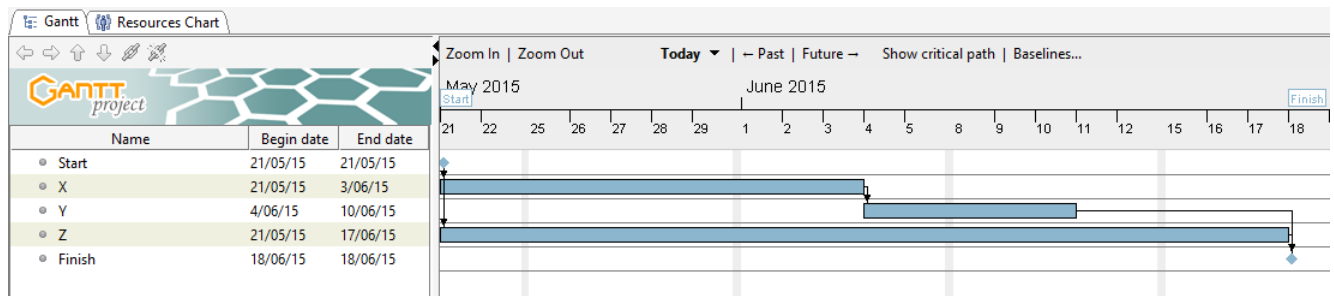 Gantt Resources Chart
Zoom In | Zoom Out Today | ← Past | Future → Show critical path | Baselines...
GANTT project
May 2015 June 2015
Start Finish
21 22 25 26 27 28 29 1 2 3 4 5 8 9 10 11 12 15 16 17 18
Name Begin date End date
Start 21/05/15 21/05/15
X 21/05/15 3/06/15
Y 4/06/15 10/06/15
Z 21/05/15 17/06/15
Finish 18/06/15 18/06/15